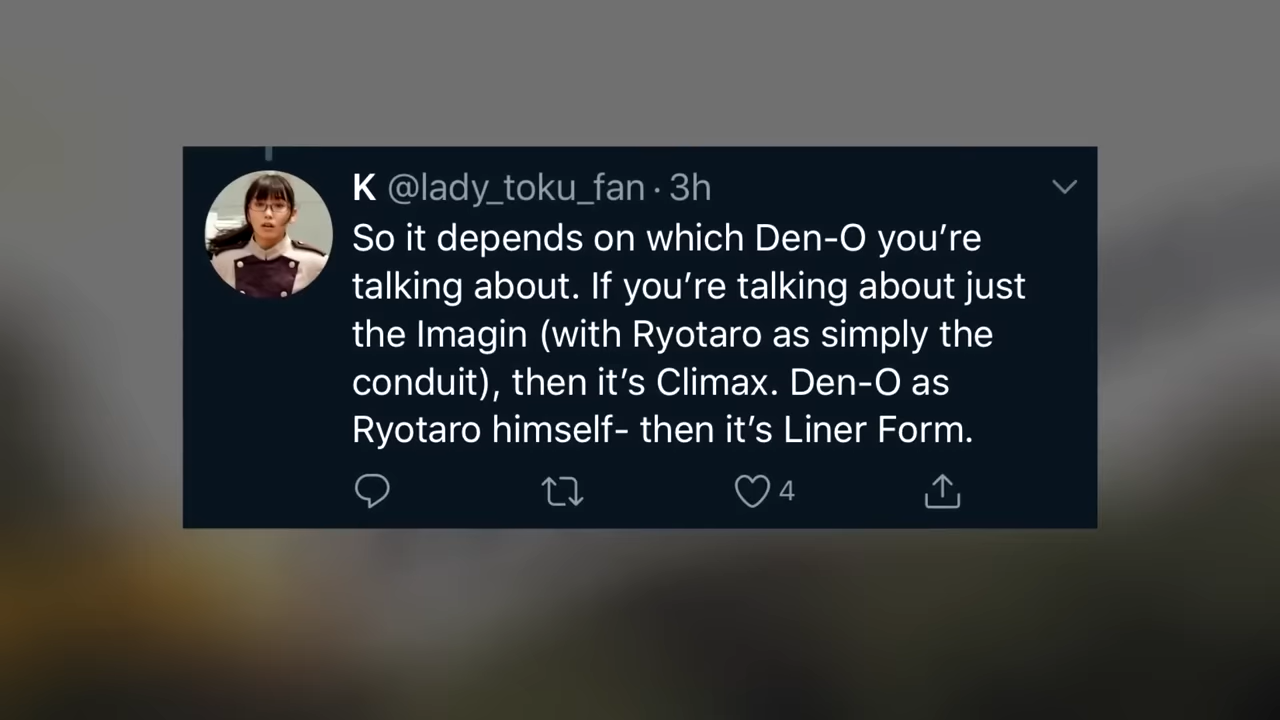 K @lady_toku_fan · 3h
So it depends on which Den-O you’re
talking about. If you’re talking about just
the Imagin (with Ryotaro as simply the
conduit), then it’s Climax. Den-O as
Ryotaro himself- then it’s Liner Form.
4